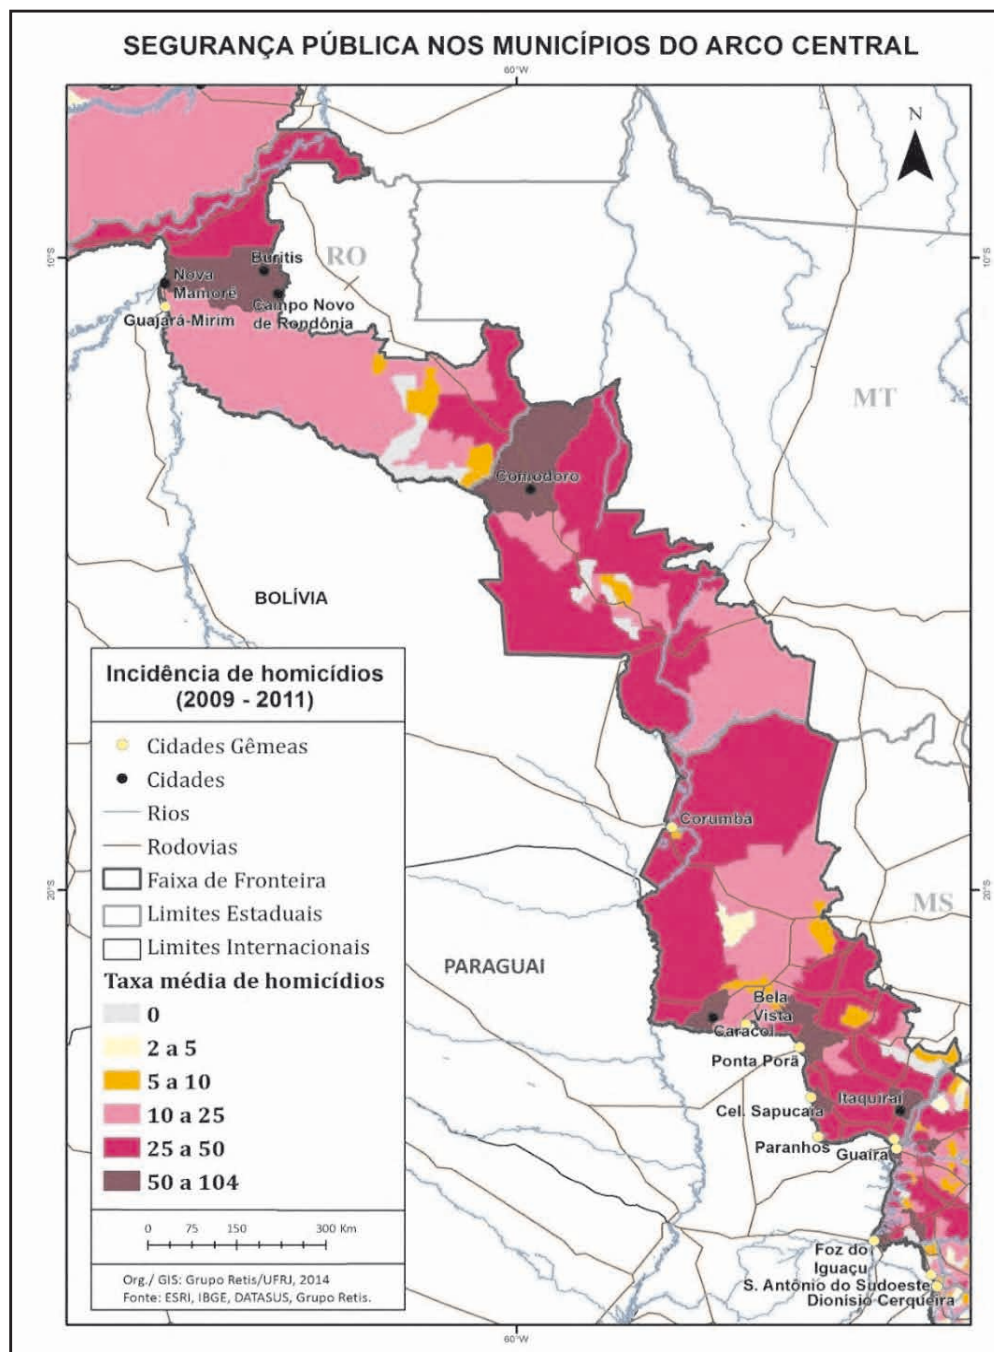 SEGURANÇA PÚBLICA NOS MUNICÍPIOS DO ARCO CENTRAL
60°W
N
10°S
10°S
RO
Buritis
Nova
Mamoré
Campo Novo
de Rondônia
Guajará-Mirim
MT
Comodoro
BOLÍVIA
Incidência de homicídios
(2009 - 2011)
Cidades Gêmeas
Cidades
Rios
Rodovias
Faixa de Fronteira
Limites Estaduais
Limites Internacionais
Taxa média de homicídios
0
2 a 5
5 a 10
10 a 25
25 a 50
50 a 104
0 75 150 300 Km
Org./ GIS: Grupo Retis/UFRJ, 2014
Fonte: ESRI, IBGE, DATASUS, Grupo Retis.
Corumbá
20°S
20°S
MS
PARAGUAI
Bela
Vista
Caracol
Ponta Porã
Cel. Sapucaia
Itaquiraí
Paranhos
Guaíra
Foz do
Iguaçu
S. Antônio do Sudoeste
Dionísio Cerqueira
60°W